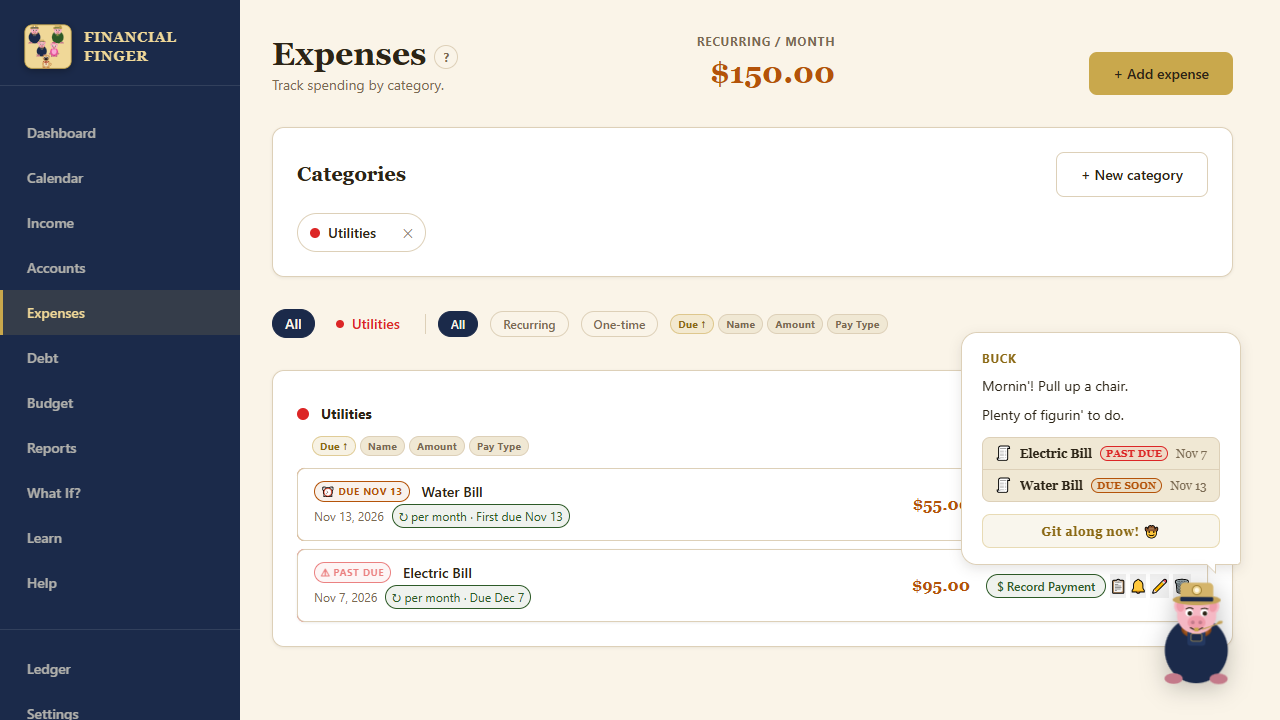 FINANCIAL
FINGER
Dashboard
Calendar
Income
Accounts
Expenses
Debt
Budget
Reports
What If?
Learn
Help
Ledger
Settings
Expenses ?
Track spending by category.
RECURRING / MONTH
$150.00
+ Add expense
Categories
+ New category
Utilities ×
All Utilities All Recurring One-time Due ↑ Name Amount Pay Type
Utilities
Due ↑ Name Amount Pay Type
⏰ DUE NOV 13 Water Bill
Nov 13, 2026 ↻ per month · First due Nov 13
$55.0
⚠ PAST DUE Electric Bill
Nov 7, 2026 ↻ per month · Due Dec 7
$95.00 $ Record Payment
BUCK
Mornin'! Pull up a chair.
Plenty of figurin' to do.
Electric Bill PAST DUE Nov 7
Water Bill DUE SOON Nov 13
Git along now! 🤠